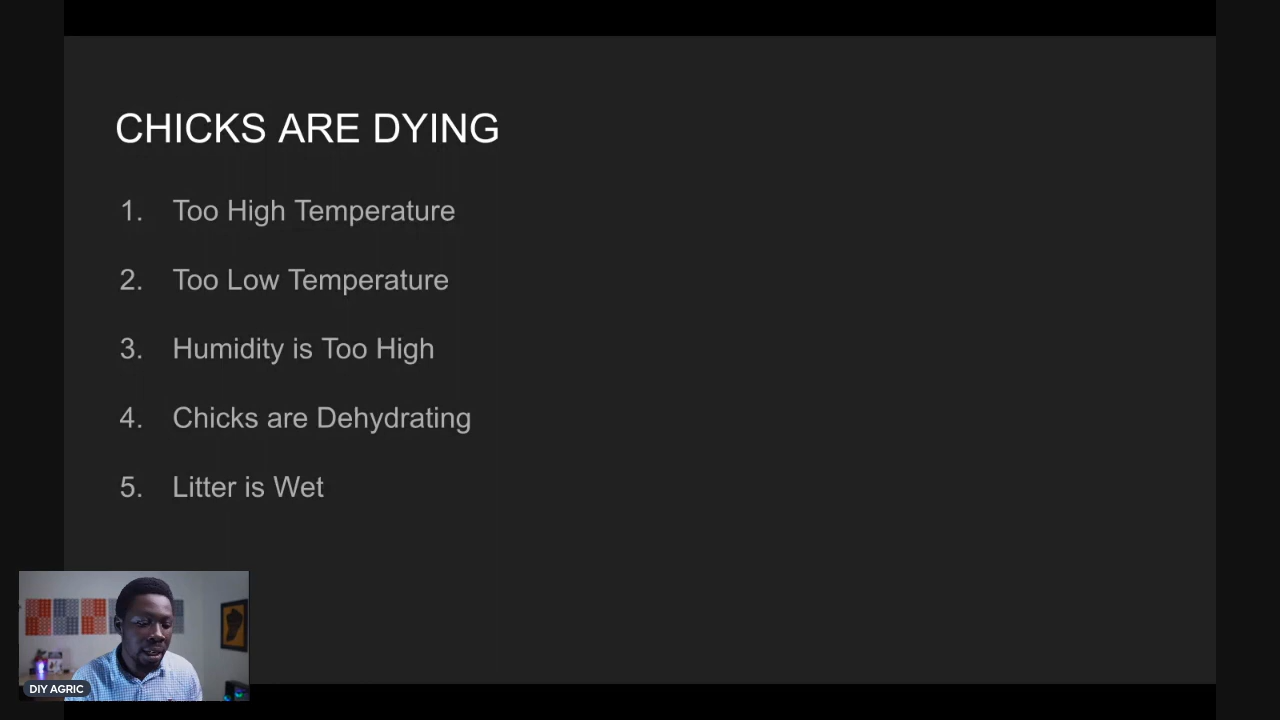 CHICKS ARE DYING
1. Too High Temperature
2. Too Low Temperature
3. Humidity is Too High
4. Chicks are Dehydrating
5. Litter is Wet
DIY AGRIC